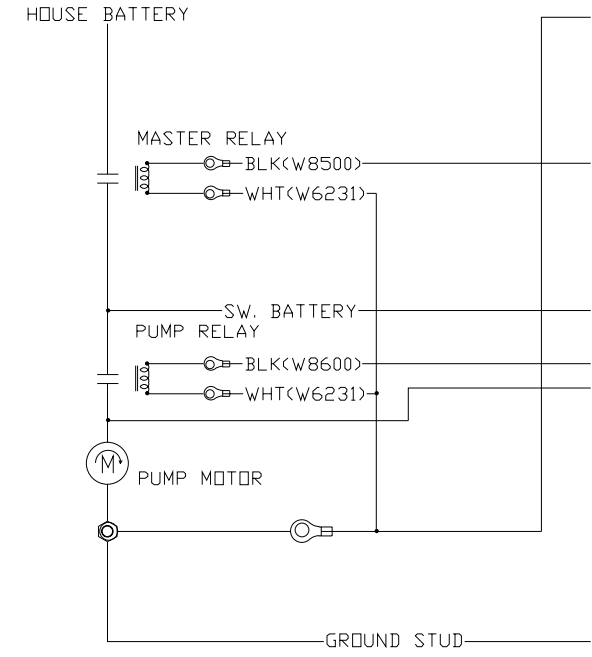 HOUSE BATTERY
MASTER RELAY
BLK(W8500)
WHT(W6231)
SW. BATTERY
PUMP RELAY
BLK(W8600)
WHT(W6231)
M
PUMP MOTOR
GROUND STUD